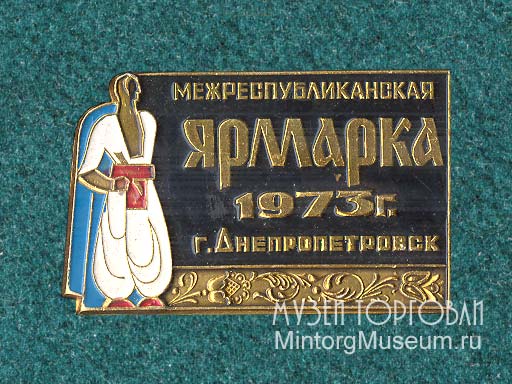 МЕЖРЕСПУБЛИКАНСКАЯ
ЯРМАРКА
1973г.
г. ДНЕПРОПЕТРОВСК
МУЗЕЙ ТОРГОВЛИ
MintorgMuseum.ru